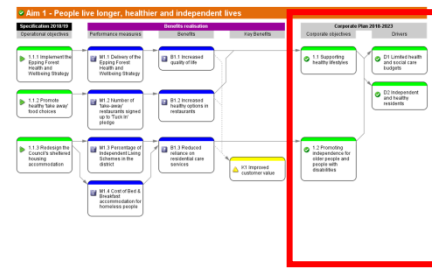 Aim 1 - People live longer, healthier and independent lives
Specification 2018/19
Benefits realisation
Corporate Plan 2018-2023
Operational objectives
Performance measures
Benefits
Key Benefits
Corporate objectives
Drivers
1.1.1 Implement the
Epping Forest
Health and
Wellbeing Strategy
M1.1 Delivery of the
Epping Forest
Health and
Wellbeing Strategy
B1.1 Increased
quality of life
1.1 Supporting
healthy lifestyles
D1 Limited health
and social care
budgets
1.1.2 Promote
healthy 'take away'
food choices
M1.2 Number of
'take-away'
restaurants signed
up to 'Tuck In'
pledge
B1.2 Increased
healthy options in
restaurants
D2 Independent
and healthy
residents
1.1.3 Redesign the
Council's sheltered
housing
accommodation
M1.3 Percentage of
Independent Living
Schemes in the
district
B1.3 Reduced
reliance on
residential care
services
K1 Improved
customer value
1.2 Promoting
independence for
older people and
people with
disabilities
M1.4 Cost of Bed &
Breakfast
accommodation for
homeless people